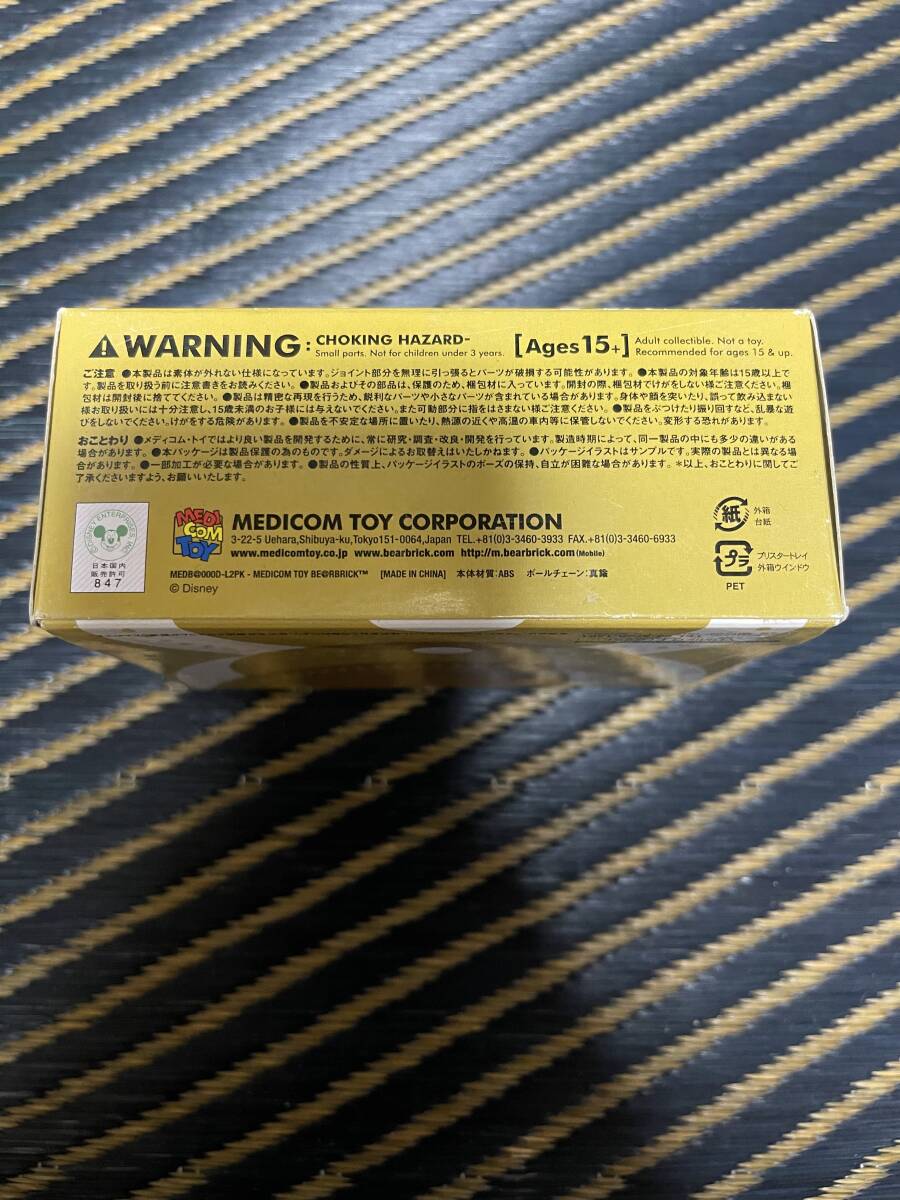 WARNING: CHOKING HAZARD-
Small parts. Not for children under 3 years.
[Ages15+]
Adult collectible. Not a toy.
Recommended for ages 15 & up.
ご注意 ●本製品は素体が外れない仕様になっています。ジョイント部分を無理に引っ張るとパーツが破損する可能性があります。●本製品の対象年齢は15歳以上で
す。製品を取り扱う前に注意書きをお読みください。●製品およびその部品は、保護のため、梱包材に入っています。開封の際、梱包材でけがをしない様ご注意ください。梱
包材は開封後に捨ててください。●製品は精密な再現を行うため、鋭利なパーツや小さなパーツが含まれている場合があります。身体や顔を突いたり、誤って飲み込まない
様お取り扱いには十分注意し、15歳未満のお子様には与えないでください。また可動部分に指をはさまない様ご注意ください。●製品をぶつけたり振り回すなど、乱暴な遊
びをしないでください。けがをする危険があります。●製品を不安定な場所に置いたり、熱源の近くや高温の車内等に保管しないでください。変形する恐れがあります。
おことわり ●メディコム・トイではより良い製品を開発するために、常に研究・調査・改良・開発を行っています。製造時期によって、同一製品の中にも多少の違いがある
場合があります。●本パッケージは製品保護の為のものです。ダメージによるお取替えはいたしかねます。●パッケージイラストはサンプルです。実際の製品とは異なる場
合があります。●一部加工が必要な場合があります。●製品の性質上、パッケージイラストのポーズの保持、自立が困難な場合があります。*以上、おことわりに関してご
了承くださいますよう、お願いいたします。
©DISNEY ENTERPRISES, INC.
日本国内
販売許可
847
MEDI
COM
TOY
MEDICOM TOY CORPORATION
3-22-5 Uehara,Shibuya-ku,Tokyo151-0064,Japan TEL.+81(0)3-3460-3933 FAX.+81(0)3-3460-6933
www.medicomtoy.co.jp www.bearbrick.com http://m.bearbrick.com(Mobile)
MEDB@000D-L2PK - MEDICOM TOY BE@RBRICK™ [MADE IN CHINA] 本体材質:ABS ボールチェーン:真鍮
© Disney
紙
外箱
台紙
プラ
PET
ブリスタートレイ
外箱ウインドウ